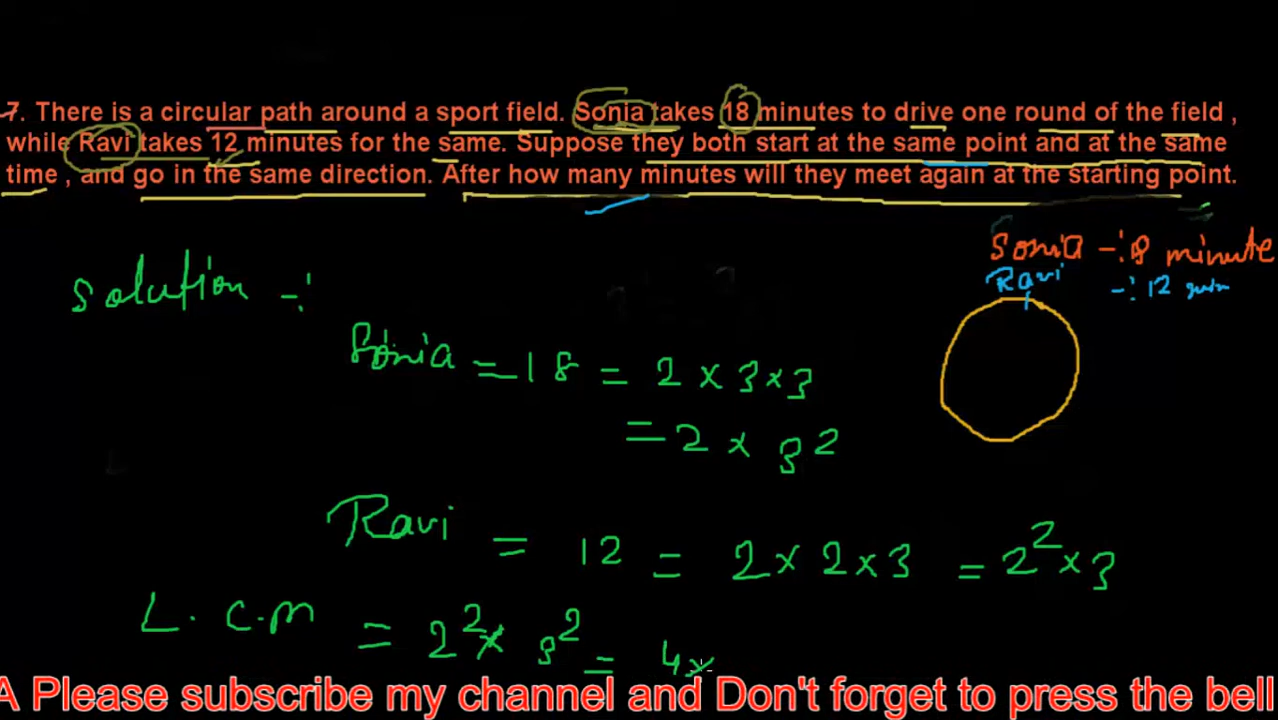 7. There is a circular path around a sport field. Sonia takes 18 minutes to drive one round of the field ,
while Ravi takes 12 minutes for the same. Suppose they both start at the same point and at the same
time , and go in the same direction. After how many minutes will they meet again at the starting point.
Sonia -: 8 minute
Ravi -: 12 min
Solution -:
Sonia = 18 = 2 × 3 × 3
= 2 × 3²
Ravi = 12 = 2 × 2 × 3 = 2² × 3
L.C.M = 2² × 3² = 4×
A Please subscribe my channel and Don't forget to press the bell